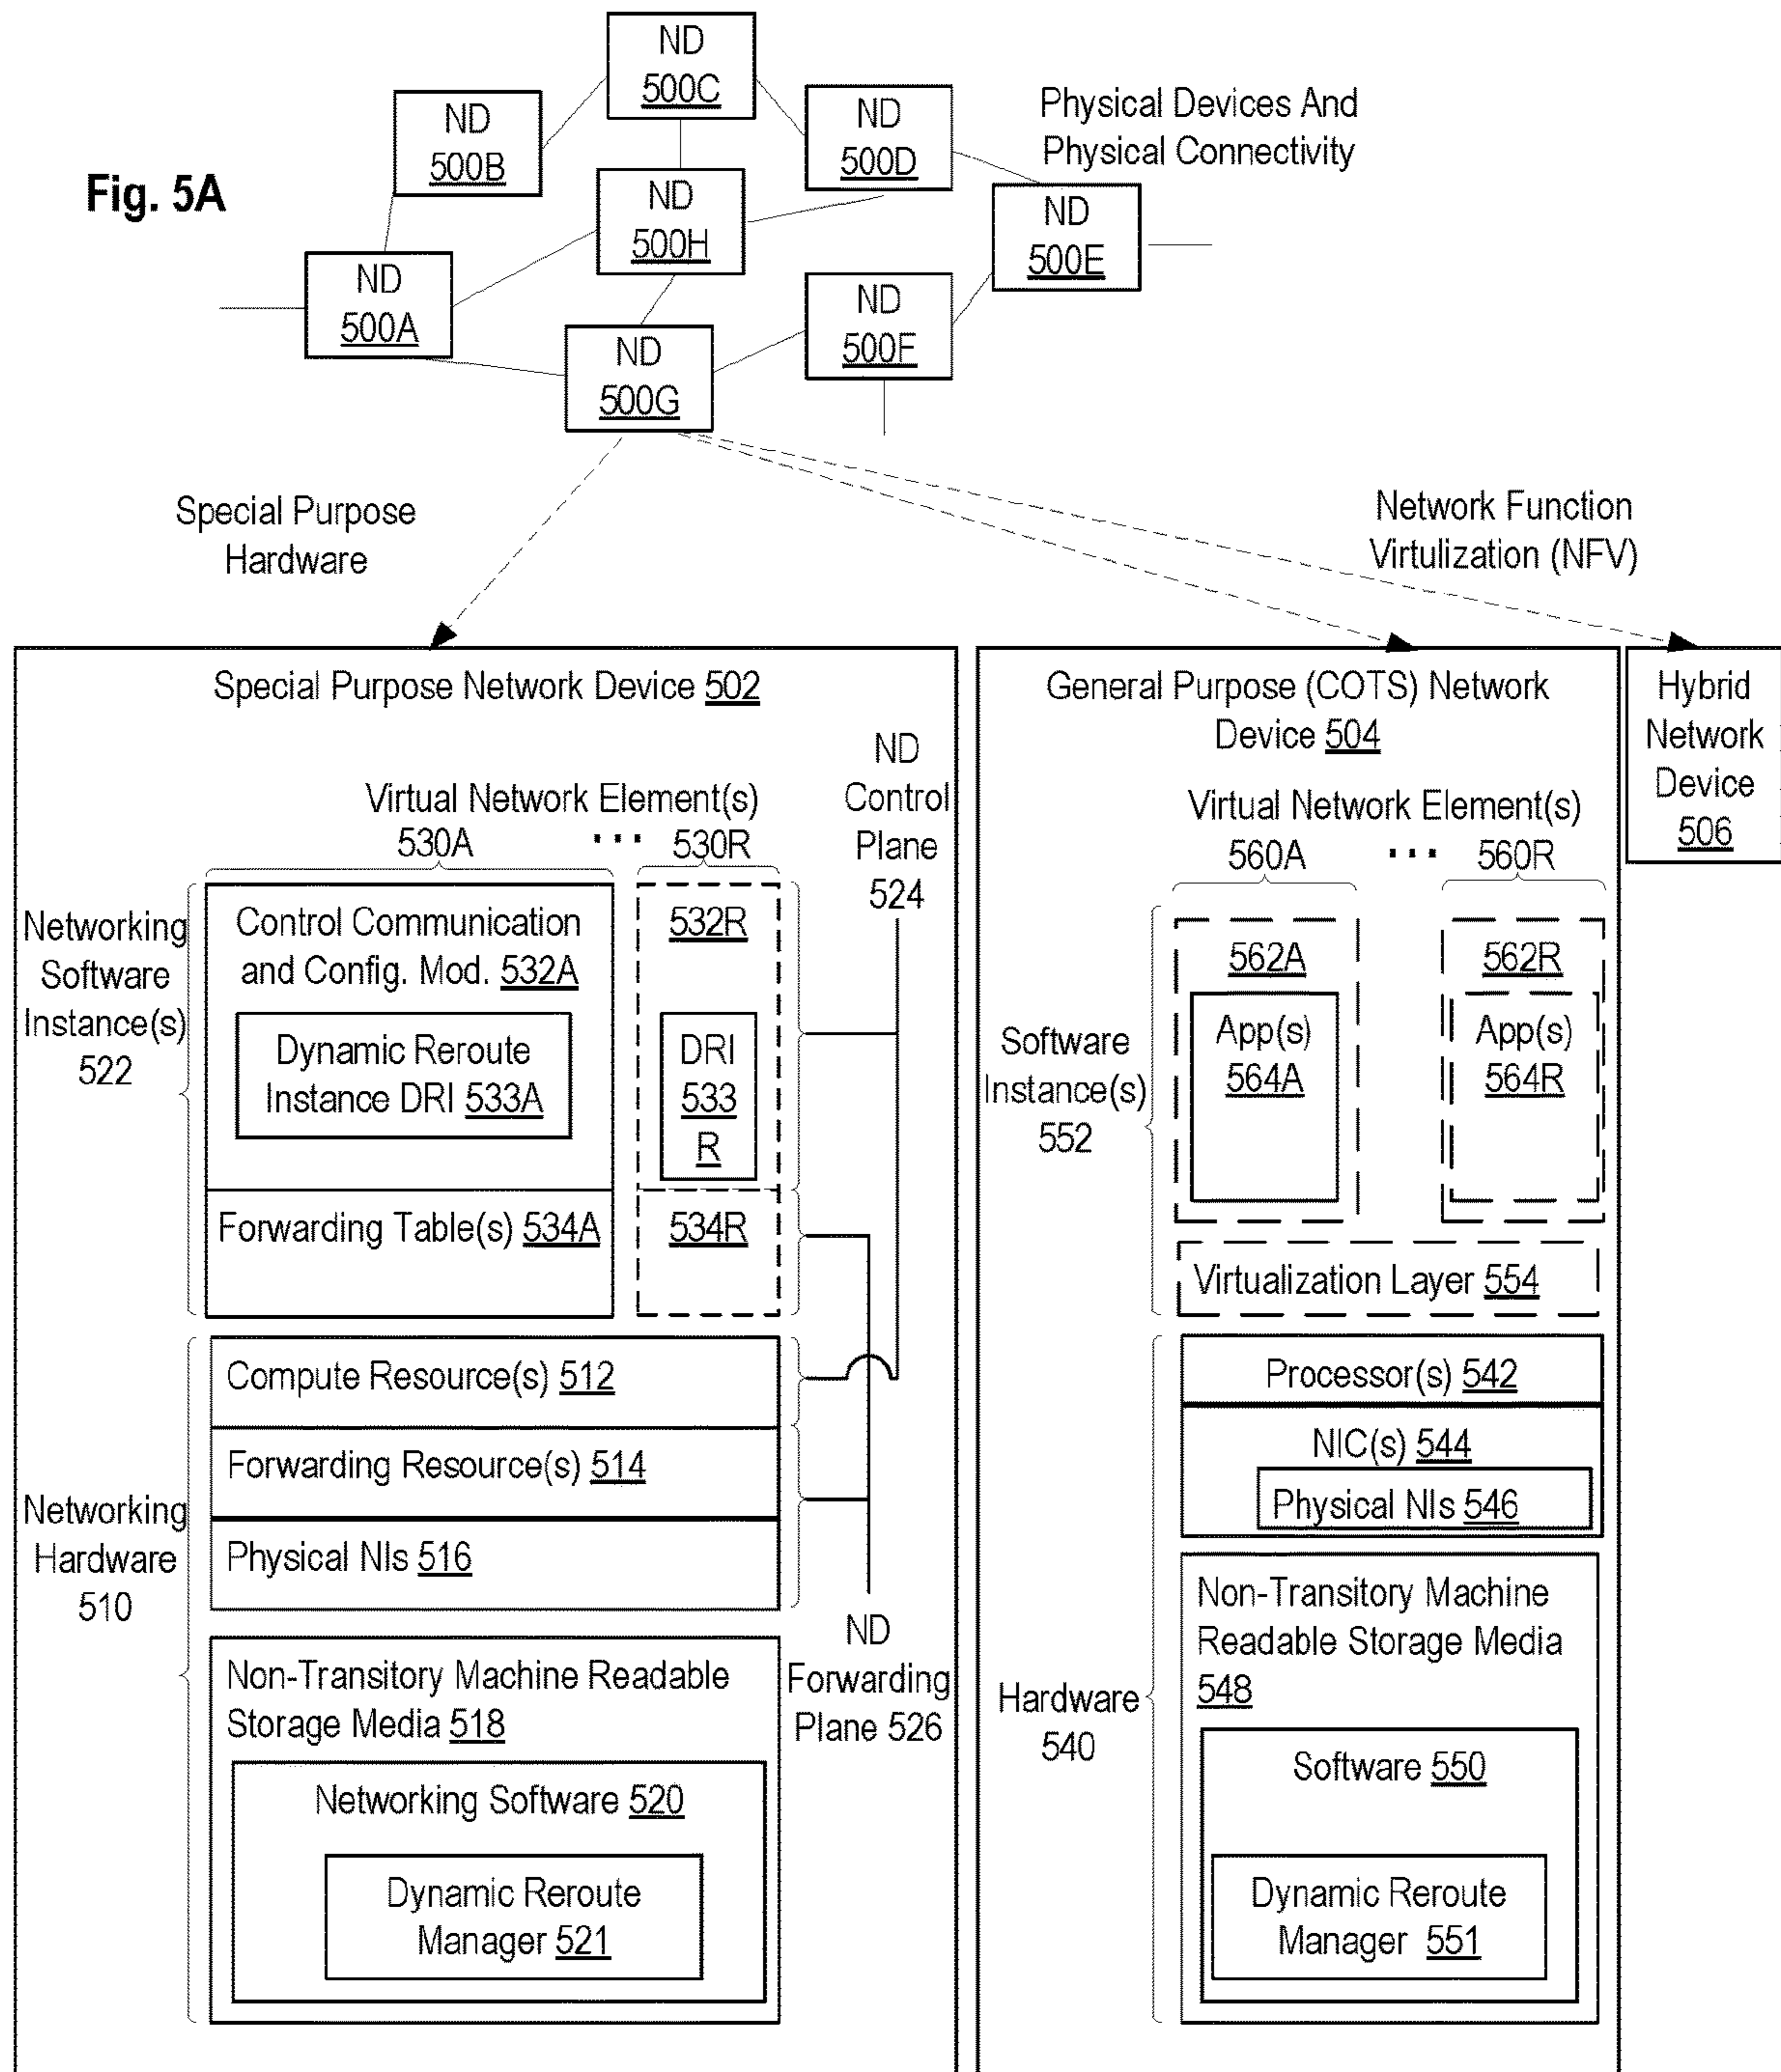 Fig. 5A
ND
500C
ND
500B
ND
500D
Physical Devices And
Physical Connectivity
ND
500H
ND
500E
ND
500A
ND
500F
ND
500G
Special Purpose
Hardware
Network Function
Virtulization (NFV)
Special Purpose Network Device 502
ND
Control
Plane
524
Virtual Network Element(s)
530A
...
530R
Networking
Software
Instance(s)
522
Control Communication
and Config. Mod. 532A
Dynamic Reroute
Instance DRI 533A
532R
DRI
533
R
Forwarding Table(s) 534A
534R
Networking
Hardware
510
Compute Resource(s) 512
Forwarding Resource(s) 514
Physical NIs 516
ND
Forwarding
Plane 526
Non-Transitory Machine Readable
Storage Media 518
Networking Software 520
Dynamic Reroute
Manager 521
General Purpose (COTS) Network
Device 504
Virtual Network Element(s)
560A
...
560R
Software
Instance(s)
552
562A
App(s)
564A
562R
App(s)
564R
Virtualization Layer 554
Hardware
540
Processor(s) 542
NIC(s) 544
Physical NIs 546
Non-Transitory Machine
Readable Storage Media
548
Software 550
Dynamic Reroute
Manager 551
Hybrid
Network
Device
506